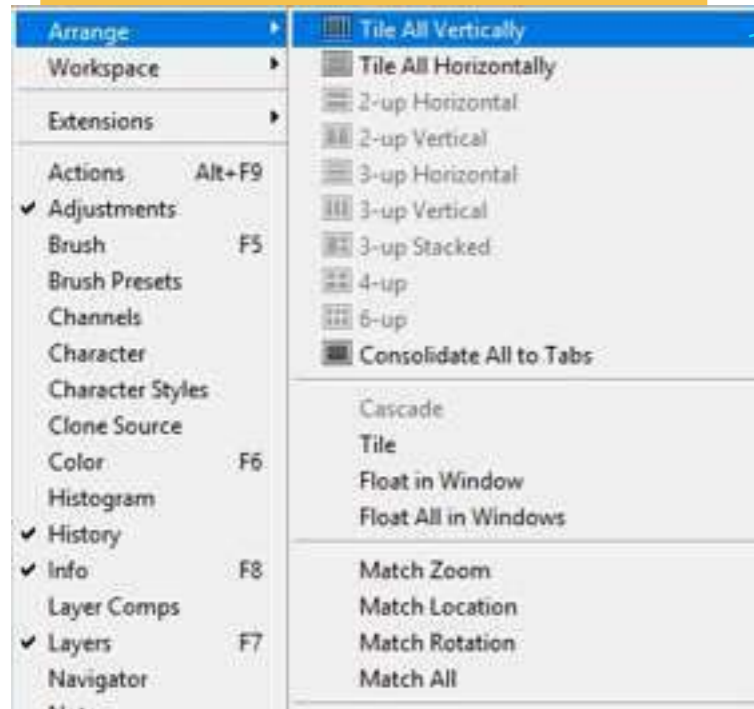 Arrange
Workspace
Extensions
Actions Alt+F9
Adjustments
Brush F5
Brush Presets
Channels
Character
Character Styles
Clone Source
Color F6
Histogram
History
Info F8
Layer Comps
Layers F7
Navigator
Tile All Vertically
Tile All Horizontally
2-up Horizontal
2-up Vertical
3-up Horizontal
3-up Vertical
3-up Stacked
4-up
6-up
Consolidate All to Tabs
Cascade
Tile
Float in Window
Float All in Windows
Match Zoom
Match Location
Match Rotation
Match All